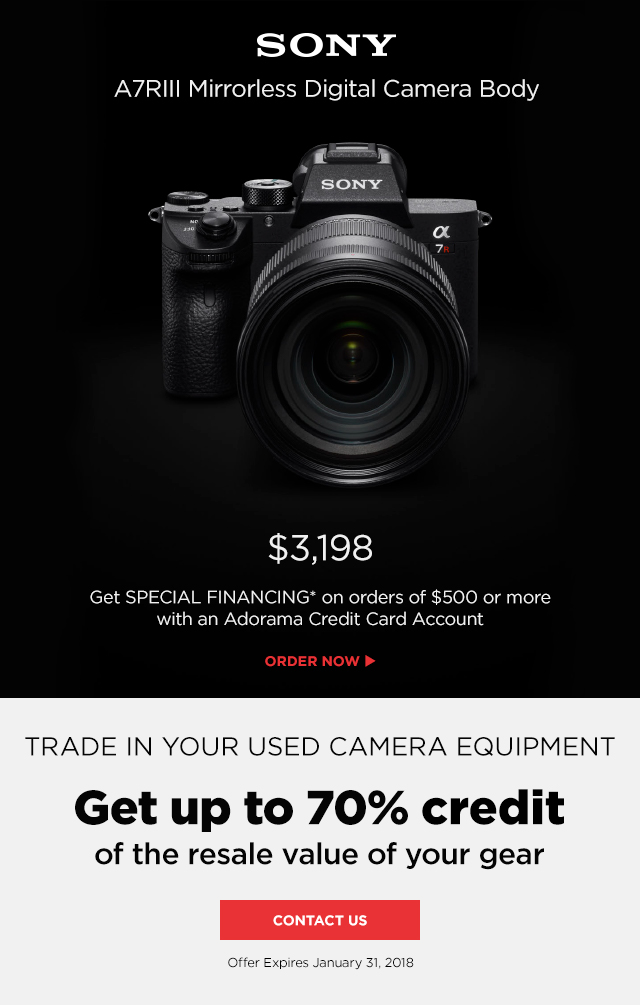 SONY
A7RIII Mirrorless Digital Camera Body
SONY
α
7R
$3,198
Get SPECIAL FINANCING* on orders of $500 or more
with an Adorama Credit Card Account
ORDER NOW ▶
TRADE IN YOUR USED CAMERA EQUIPMENT
Get up to 70% credit
of the resale value of your gear
CONTACT US
Offer Expires January 31, 2018